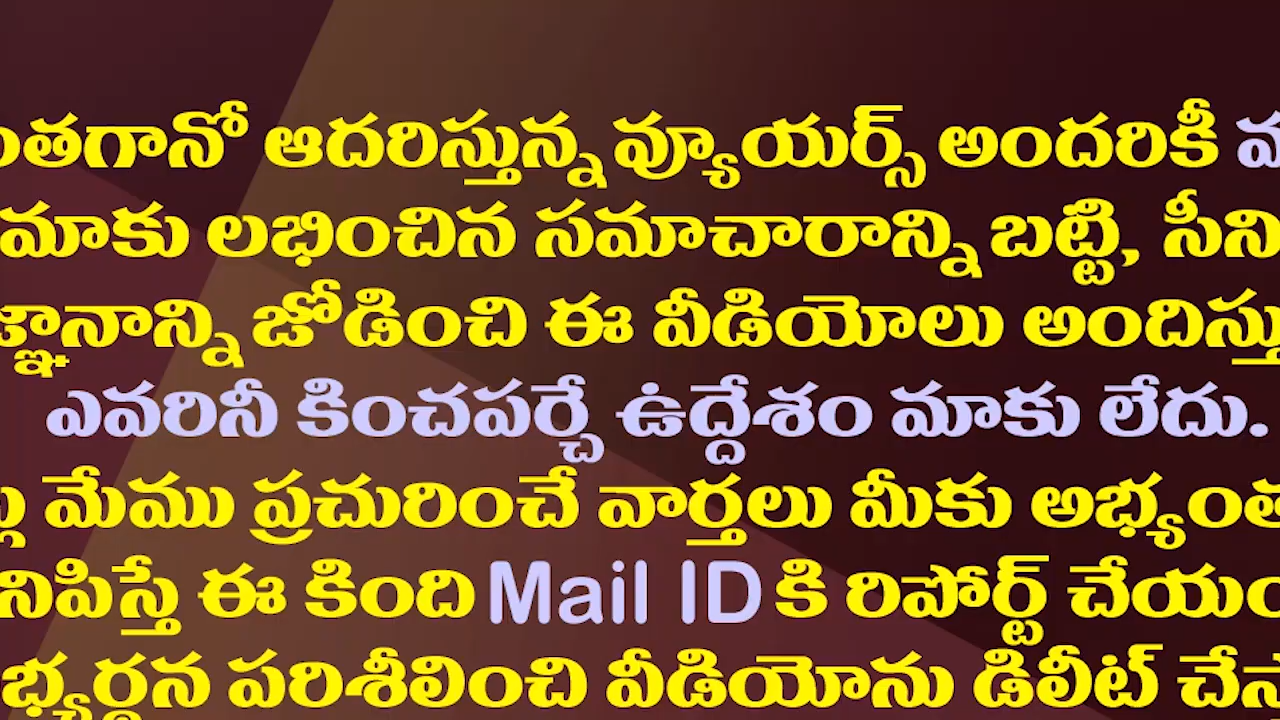 ంతగానో ఆదరిస్తున్న వ్యూయర్స్ అందరికీ
మాకు లభించిన సమాచారాన్ని బట్టి, సీని
జ్ఞానాన్ని జోడించి ఈ వీడియోలు అందిస్తు
ఎవరినీ కించపర్చే ఉద్దేశం మాకు లేదు.
మేము ప్రచురించే వార్తలు మీకు అభ్యంత
నిపిస్తే ఈ కింది Mail ID కి రిపోర్ట్ చేయం
భ్యర్ధన పరిశీలించి వీడియోను డిలీట్ చేస